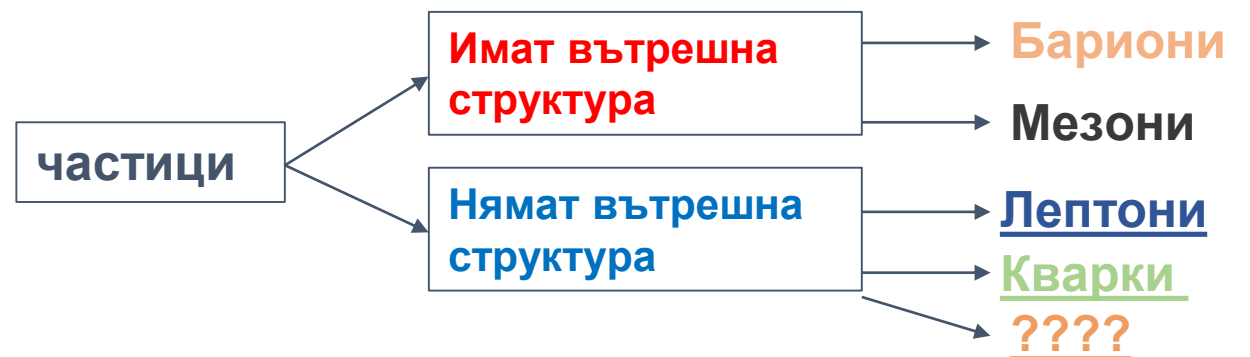 Имат вътрешна
структура
Бариони
Мезони
частици
Нямат вътрешна
структура
Лептони
Кварки
????